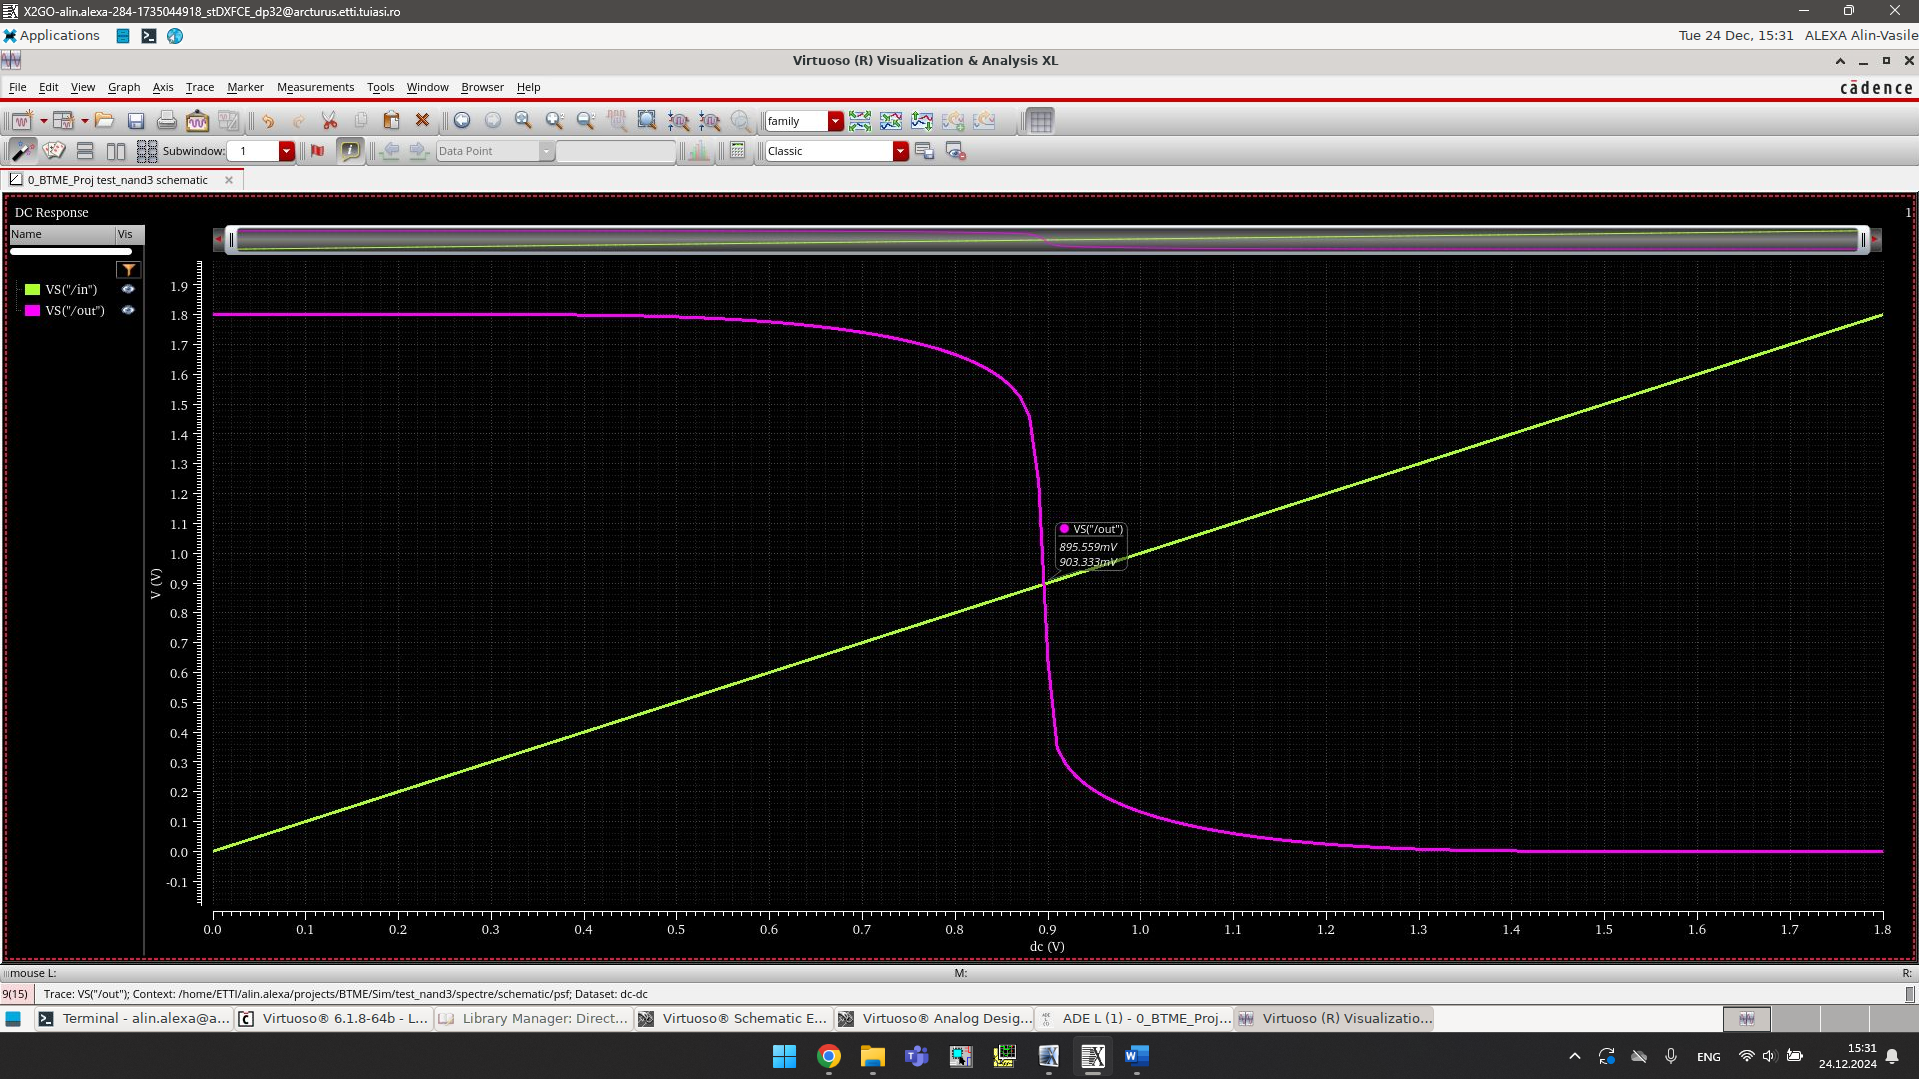 X2GO-alin.alexa-284-1735044918_stDXFCE_dp32@arcturus.etti.tuiasi.ro
Applications
Tue 24 Dec, 15:31 ALEXA Alin-Vasile
Virtuoso (R) Visualization & Analysis XL
File Edit View Graph Axis Trace Marker Measurements Tools Window Browser Help
cādence
family
Subwindow: 1
Data Point
Classic
0_BTME_Proj test_nand3 schematic
DC Response
1
Name Vis
VS("/in")
VS("/out")
1.9
1.8
1.7
1.6
1.5
1.4
1.3
1.2
1.1
1.0
0.9
0.8
0.7
0.6
0.5
0.4
0.3
0.2
0.1
0.0
-0.1
V (V)
VS("/out")
895.559mV
903.333mV
0.0 0.1 0.2 0.3 0.4 0.5 0.6 0.7 0.8 0.9 1.0 1.1 1.2 1.3 1.4 1.5 1.6 1.7 1.8
dc (V)
mouse L: M: R:
9(15) Trace: VS("/out"); Context: /home/ETTI/alin.alexa/projects/BTME/Sim/test_nand3/spectre/schematic/psf; Dataset: dc-dc
Terminal - alin.alexa@a... Virtuoso® 6.1.8-64b - L... Library Manager: Direct... Virtuoso® Schematic E... Virtuoso® Analog Desig... ADE L (1) - 0_BTME_Proj... Virtuoso (R) Visualizatio...
ENG
15:31
24.12.2024